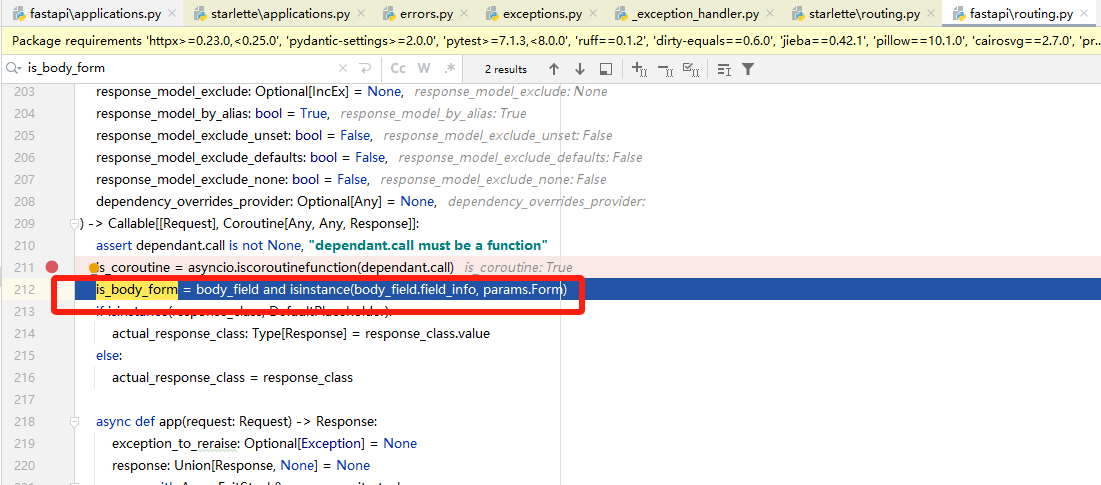 fastapi\applications.py starlette\applications.py errors.py exceptions.py _exception_handler.py starlette\routing.py fastapi\routing.py
Package requirements 'httpx>=0.23.0,<0.25.0', 'pydantic-settings>=2.0.0', 'pytest>=7.1.3,<8.0.0', 'ruff==0.1.2', 'dirty-equals==0.6.0', 'jieba==0.42.1', 'pillow==10.1.0', 'cairosvg==2.7.0', 'pr...
is_body_form Cc W .* 2 results
203 response_model_exclude: Optional[IncEx] = None, response_model_exclude: None
204 response_model_by_alias: bool = True, response_model_by_alias: True
205 response_model_exclude_unset: bool = False, response_model_exclude_unset: False
206 response_model_exclude_defaults: bool = False, response_model_exclude_defaults: False
207 response_model_exclude_none: bool = False, response_model_exclude_none: False
208 dependency_overrides_provider: Optional[Any] = None, dependency_overrides_provider:
209 ) -> Callable[[Request], Coroutine[Any, Any, Response]]:
210 assert dependant.call is not None, "dependant.call must be a function"
211 is_coroutine = asyncio.iscoroutinefunction(dependant.call) is_coroutine: True
212 is_body_form = body_field and isinstance(body_field.field_info, params.Form)
213 if isinstance(response_class, DefaultPlaceholder):
214 actual_response_class: Type[Response] = response_class.value
215 else:
216 actual_response_class = response_class
217
218 async def app(request: Request) -> Response:
219 exception_to_reraise: Optional[Exception] = None
220 response: Union[Response, None] = None